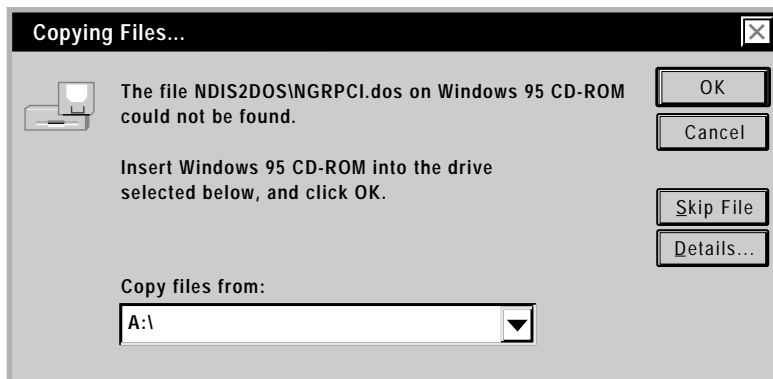 Copying Files...
The file NDIS2DOS\NGRPCI.dos on Windows 95 CD-ROM
could not be found.
Insert Windows 95 CD-ROM into the drive
selected below, and click OK.
Copy files from:
A:\
OK
Cancel
Skip File
Details...